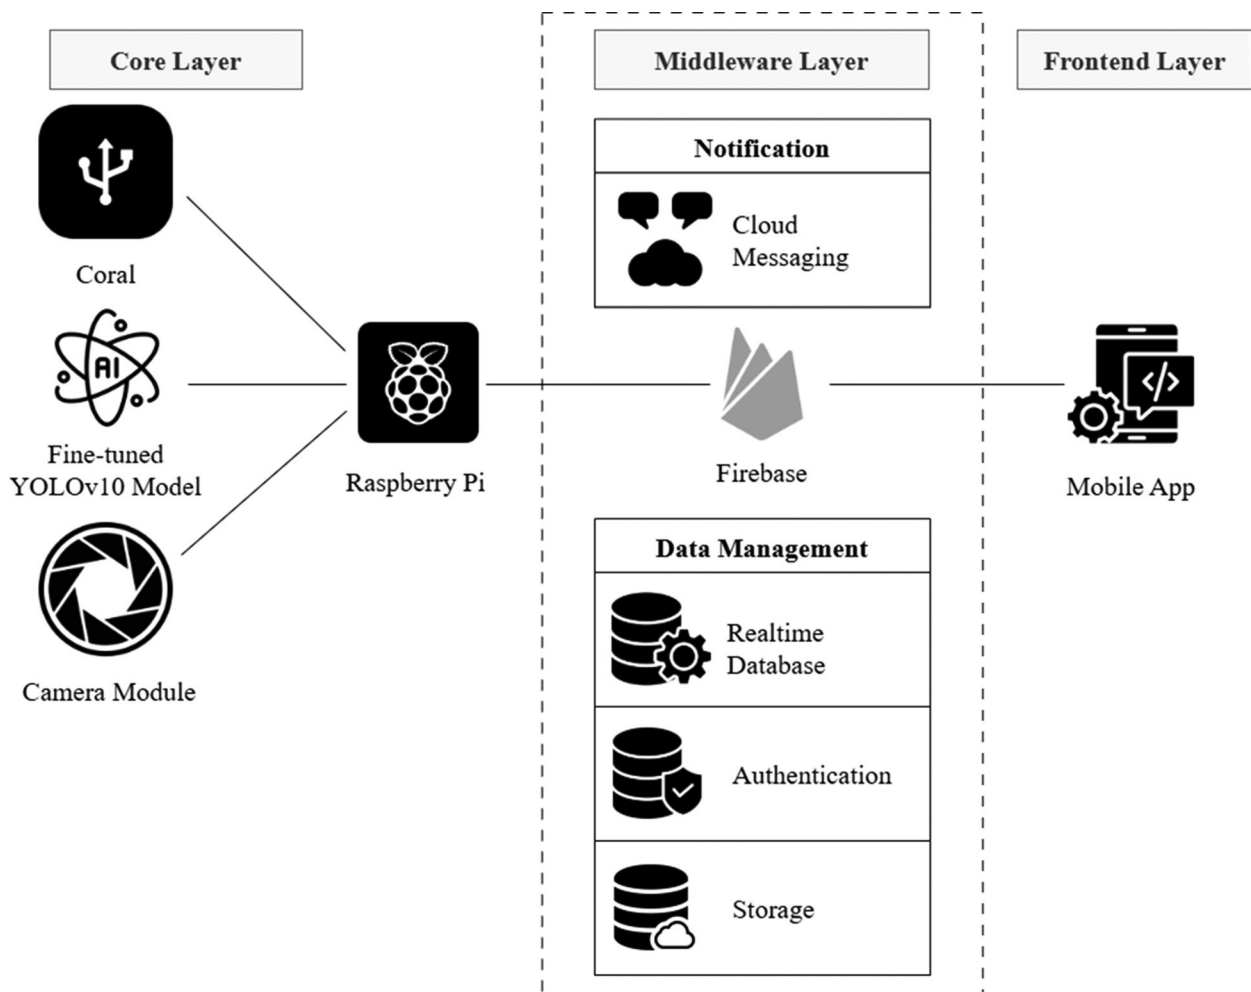 Core Layer
Middleware Layer
Frontend Layer
Notification
Cloud
Messaging
Coral
AI
Fine-tuned
YOLOv10 Model
Raspberry Pi
Firebase
</>
Mobile App
Data Management
Realtime
Database
Camera Module
Authentication
Storage